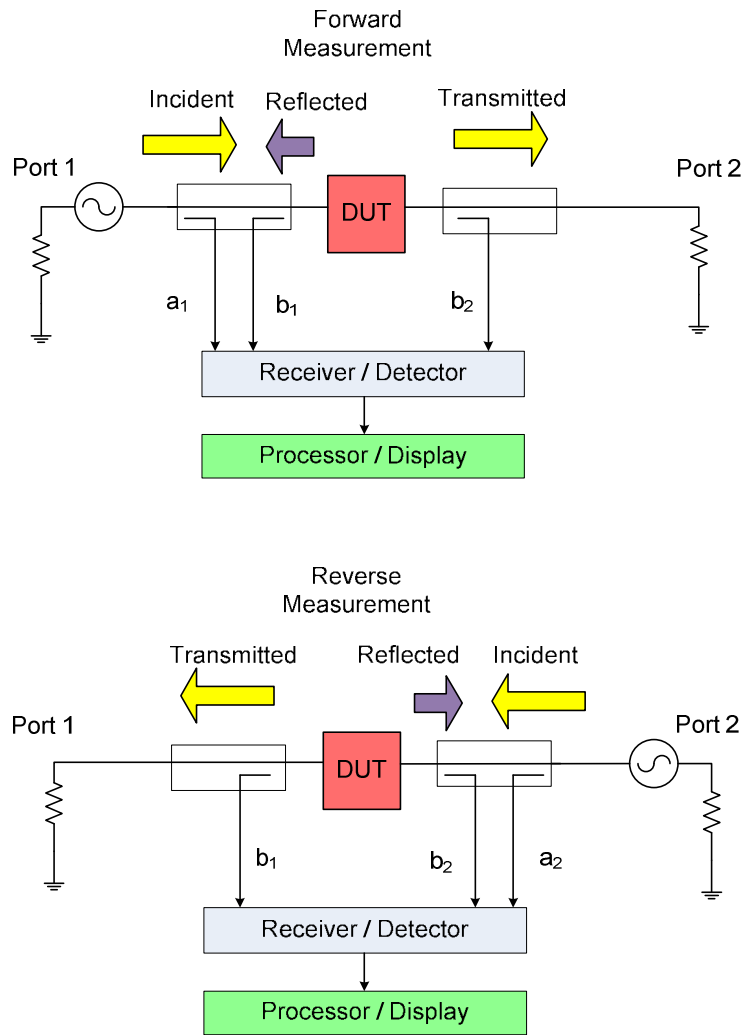 Forward
Measurement
Incident
Reflected
Transmitted
Port 1
Port 2
DUT
a1
b1
b2
Receiver / Detector
Processor / Display
Reverse
Measurement
Transmitted
Reflected
Incident
Port 1
Port 2
DUT
b1
b2
a2
Receiver / Detector
Processor / Display